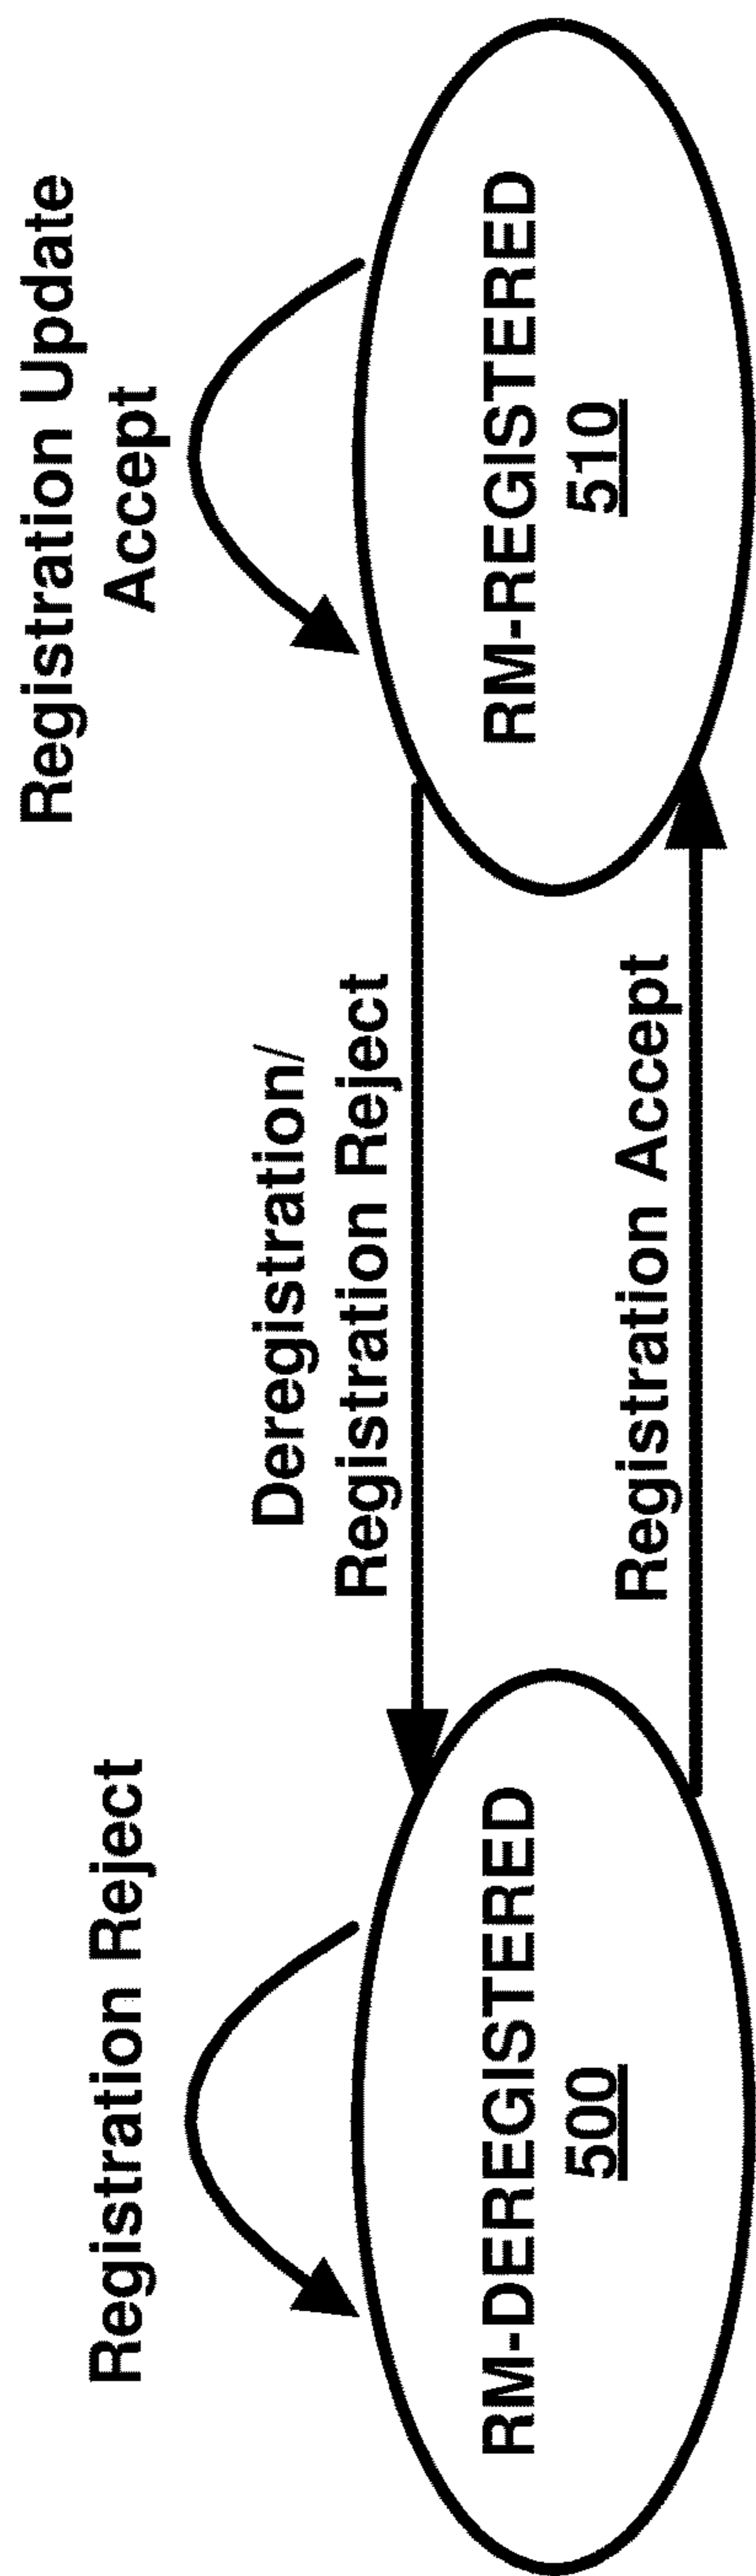 Registration Reject
Registration Update
Accept
Deregistration/
Registration Reject
RM-DEREGISTERED
500
RM-REGISTERED
510
Registration Accept